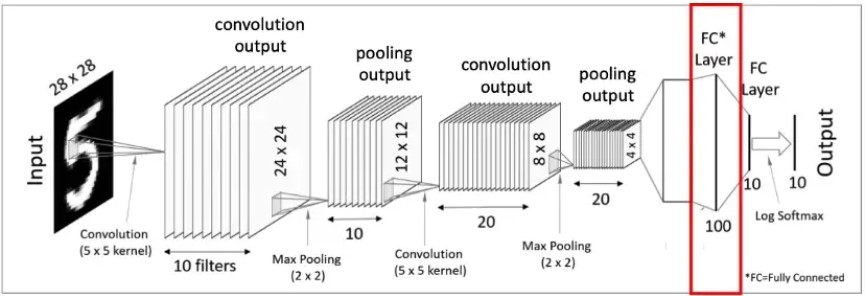 convolution
output
pooling
output
convolution
output
pooling
output
FC*
Layer
FC
Layer
28 x 28
Input
24 x 24
12 x 12
8 x 8
4 x 4
Output
Convolution
(5 x 5 kernel)
10 filters
Max Pooling
(2 x 2)
10
Convolution
(5 x 5 kernel)
20
Max Pooling
(2 x 2)
20
100
10
10
Log Softmax
*FC=Fully Connected
5